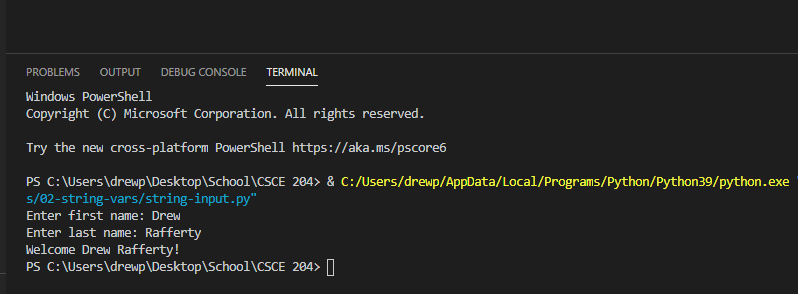 PROBLEMS OUTPUT DEBUG CONSOLE TERMINAL
Windows PowerShell
Copyright (C) Microsoft Corporation. All rights reserved.
Try the new cross-platform PowerShell https://aka.ms/pscore6
PS C:\Users\drewp\Desktop\School\CSCE 204> & C:/Users/drewp/AppData/Local/Programs/Python/Python39/python.exe "
s/02-string-vars/string-input.py"
Enter first name: Drew
Enter last name: Rafferty
Welcome Drew Rafferty!
PS C:\Users\drewp\Desktop\School\CSCE 204>